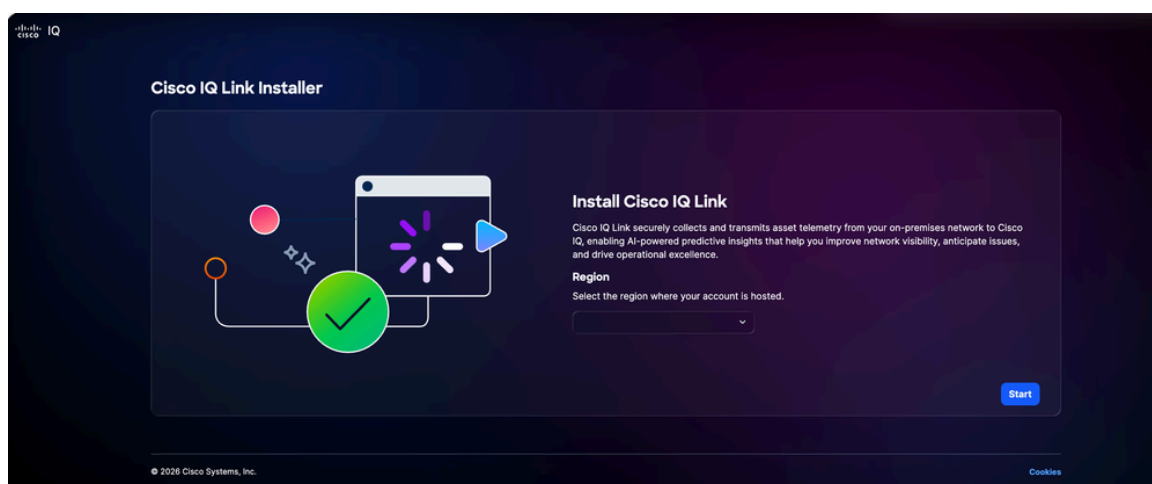 cisco IQ
Cisco IQ Link Installer
Install Cisco IQ Link
Cisco IQ Link securely collects and transmits asset telemetry from your on-premises network to Cisco
IQ, enabling AI-powered predictive insights that help you improve network visibility, anticipate issues,
and drive operational excellence.
Region
Select the region where your account is hosted.
Start
© 2026 Cisco Systems, Inc.
Cookies